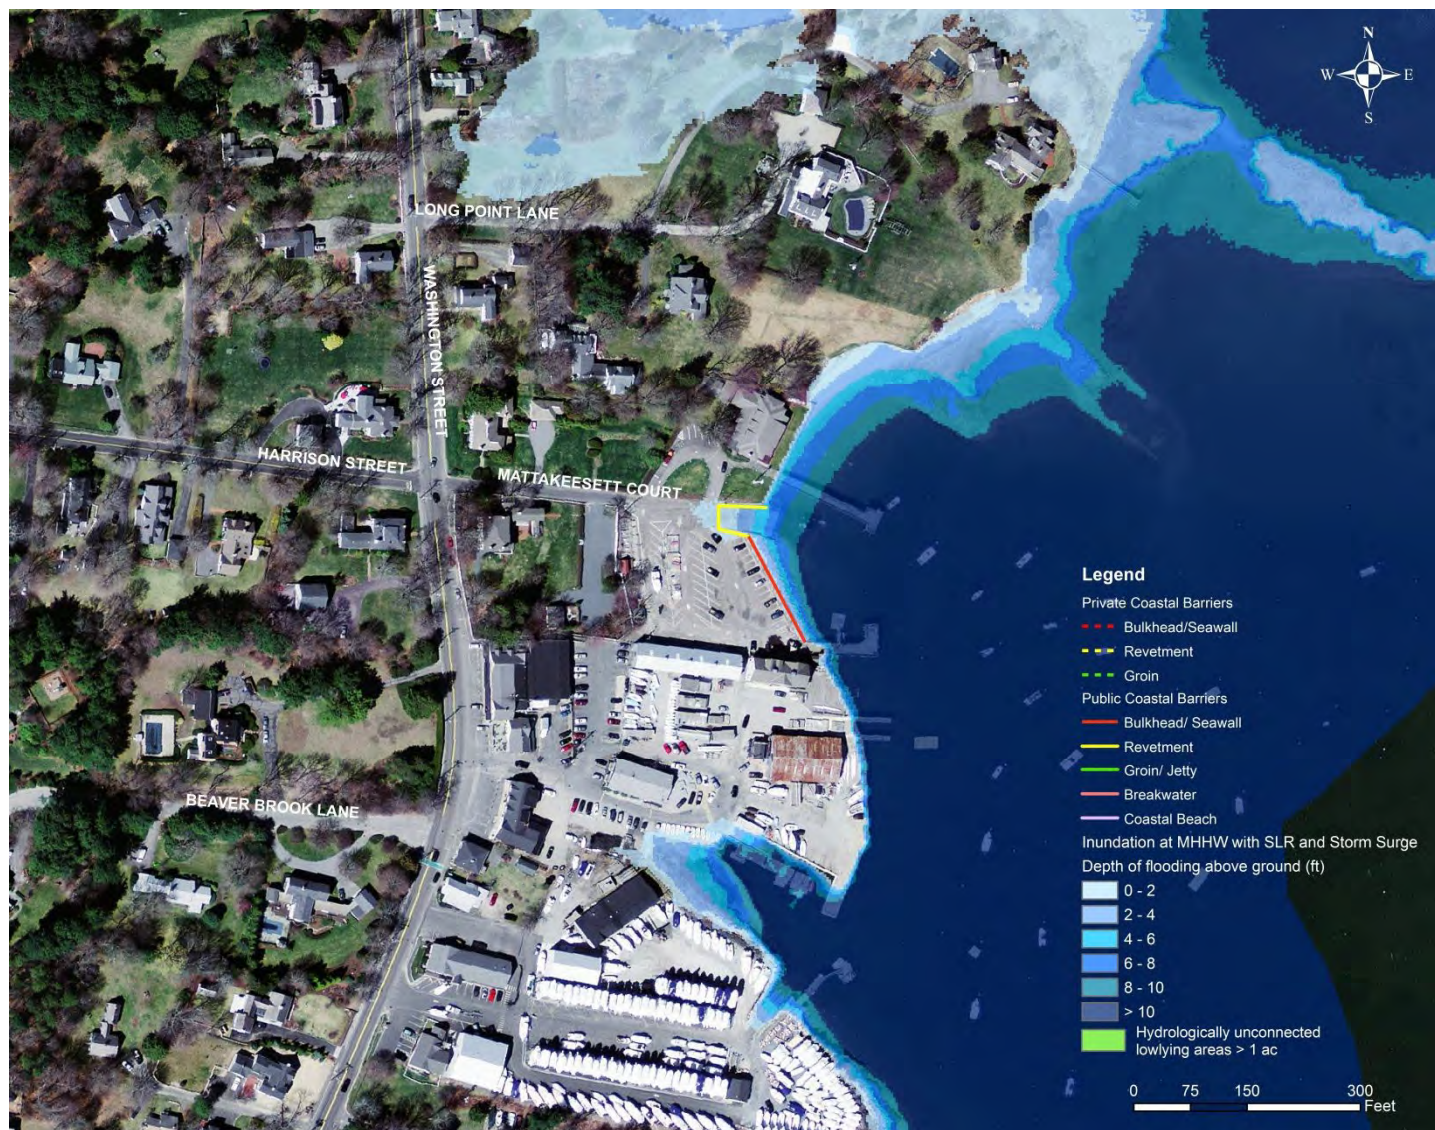 N
W E
S
LONG POINT LANE
WASHINGTON STREET
HARRISON STREET
MATTAKEESETT COURT
BEAVER BROOK LANE
Legend
Private Coastal Barriers
Bulkhead/Seawall
Revetment
Groin
Public Coastal Barriers
Bulkhead/ Seawall
Revetment
Groin/ Jetty
Breakwater
Coastal Beach
Inundation at MHHW with SLR and Storm Surge
Depth of flooding above ground (ft)
0 - 2
2 - 4
4 - 6
6 - 8
8 - 10
> 10
Hydrologically unconnected
lowlying areas > 1 ac
0 75 150 300
Feet